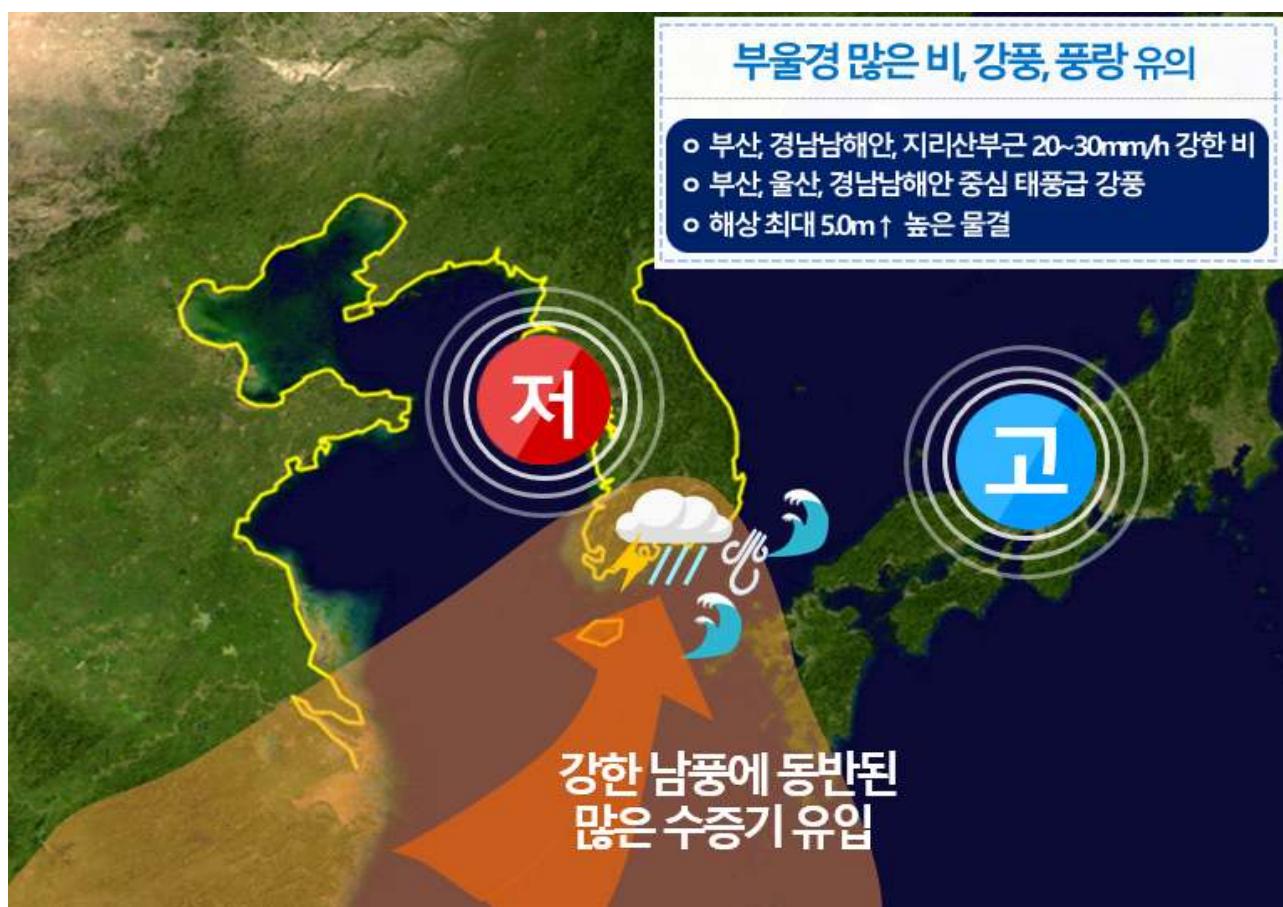 부울경 많은 비, 강풍, 풍랑 유의
o 부산, 경남남해안, 지리산부근 20~30mm/h 강한 비
o 부산, 울산, 경남남해안 중심 태풍급 강풍
o 해상 최대 5.0m↑ 높은 물결
저
고
강한 남풍에 동반된
많은 수증기 유입